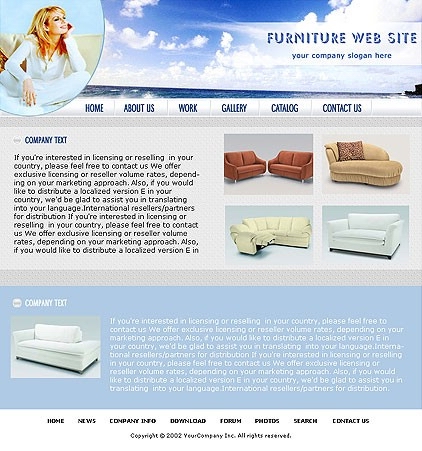 FURNITURE WEB SITE
your company slogan here
HOME ABOUT US WORK GALLERY CATALOG CONTACT US
COMPANY TEXT
If you're interested in licensing or reselling in your
country, please feel free to contact us We offer
exclusive licensing or reseller volume rates, depend-
ing on your marketing approach. Also, if you would
like to distribute a localized version E in your
country, we'd be glad to assist you in translating
into your language.International resellers/partners
for distribution If you're interested in licensing or
reselling in your country, please feel free to
contact us We offer exclusive licensing or reseller volume
rates, depending on your marketing approach. Also,
if you would like to distribute a localized version E in
COMPANY TEXT
If you're interested in licensing or reselling in your country, please feel free to
contact us We offer exclusive licensing or reseller volume rates, depending on your marketing
approach. Also, if you would like to distribute a localized version E in your
country, we'd be glad to assist you in translating into your language.Interna-
tional resellers/partners for distribution If you're interested in licensing or reselling
in your country, please feel free to contact us We offer exclusive licensing or
reseller volume rates, depending on your marketing approach. Also, if you would
like to distribute a localized version E in your country, we'd be glad to assist you in
translating into your language.International resellers/partners for distribution.
HOME NEWS COMPANY INFO DOWNLOAD FORUM PHOTOS SEARCH CONTACT US
Copyright © 2002 YourCompany Inc. All rights reserved.